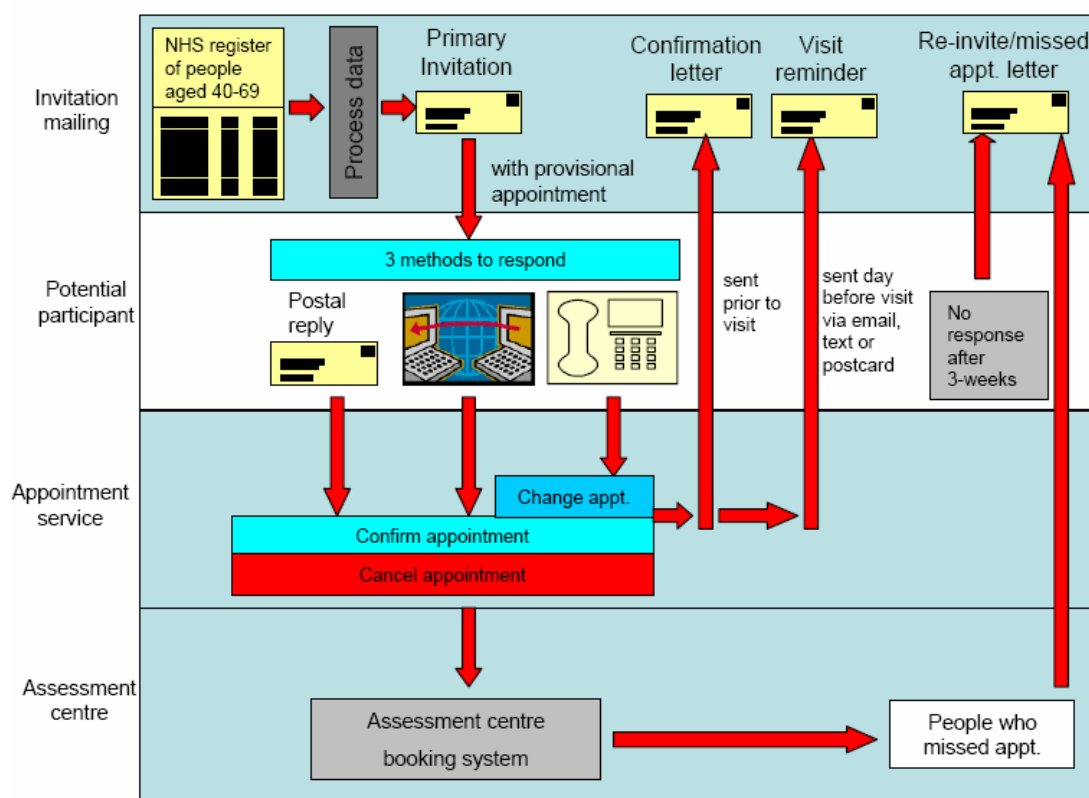 NHS register
of people
aged 40-69
Process data
Primary
Invitation
Confirmation
letter
Visit
reminder
Re-invite/missed
appt. letter
Invitation
mailing
with provisional
appointment
3 methods to respond
Potential
participant
Postal
reply
sent
prior to
visit
sent day
before visit
via email,
text or
postcard
No
response
after
3-weeks
Appointment
service
Change appt.
Confirm appointment
Cancel appointment
Assessment
centre
Assessment centre
booking system
People who
missed appt.